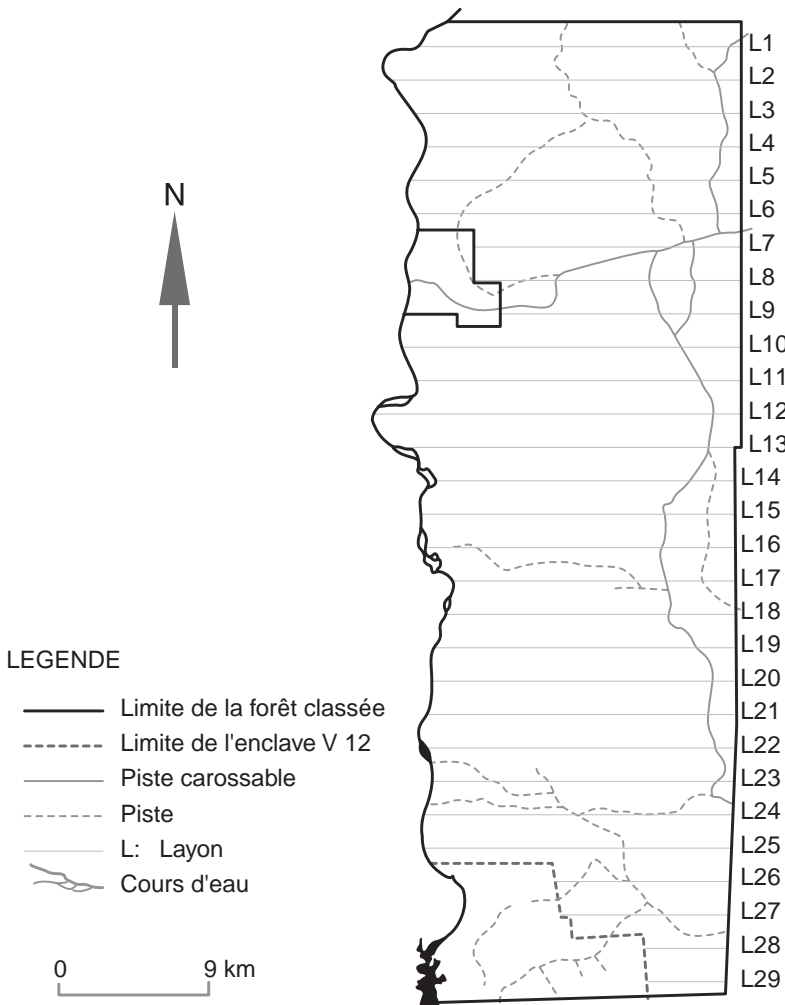 L1
L2
L3
L4
N
L5
L6
L7
L8
L9
L10
L11
L12
L13
L14
L15
L16
L17
L18
L19
LEGENDE
L20
Limite de la forêt classée
L21
Limite de l'enclave V 12
L22
Piste carossable
L23
Piste
L24
L: Layon
L25
Cours d'eau
L26
L27
L28
0 9 km
L29